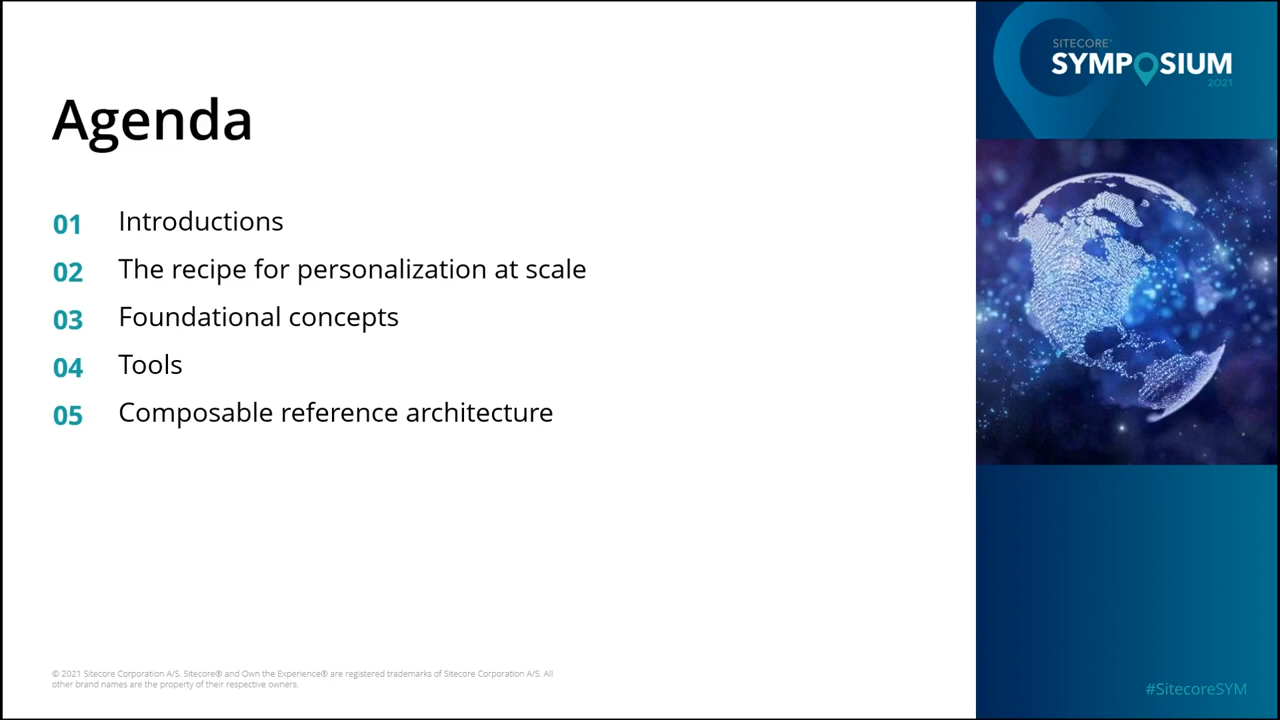 Agenda
01 Introductions
02 The recipe for personalization at scale
03 Foundational concepts
04 Tools
05 Composable reference architecture
© 2021 Sitecore Corporation A/S. Sitecore® and Own the Experience® are registered trademarks of Sitecore Corporation A/S. All
other brand names are the property of their respective owners.
SITECORE®
SYMPOSIUM
2021
#SitecoreSYM